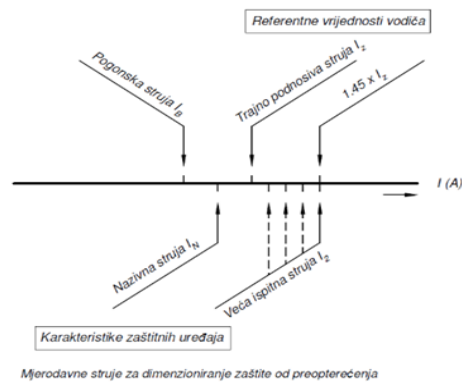 Referentne vrijednosti vodiča
Pogonska struja I_B
Trajno podnosiva struja I_z
1.45 x I_z
I (A)
Nazivna struja I_N
Veća ispitna struja I_2
Karakteristike zaštitnih uređaja
Mjerodavne struje za dimenzioniranje zaštite od preopterećenja